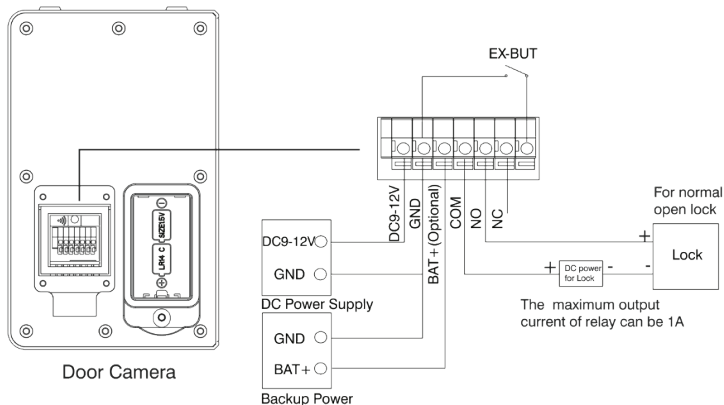 EX-BUT
DC9-12V
GND
BAT+(Optional)
COM
NO
NC
For normal
open lock
+
Lock
-
+
DC power
for Lock
-
The maximum output
current of relay can be 1A
DC9-12V
GND
DC Power Supply
GND
BAT+
Backup Power
SIZE1.5V
LR14 C
Door Camera